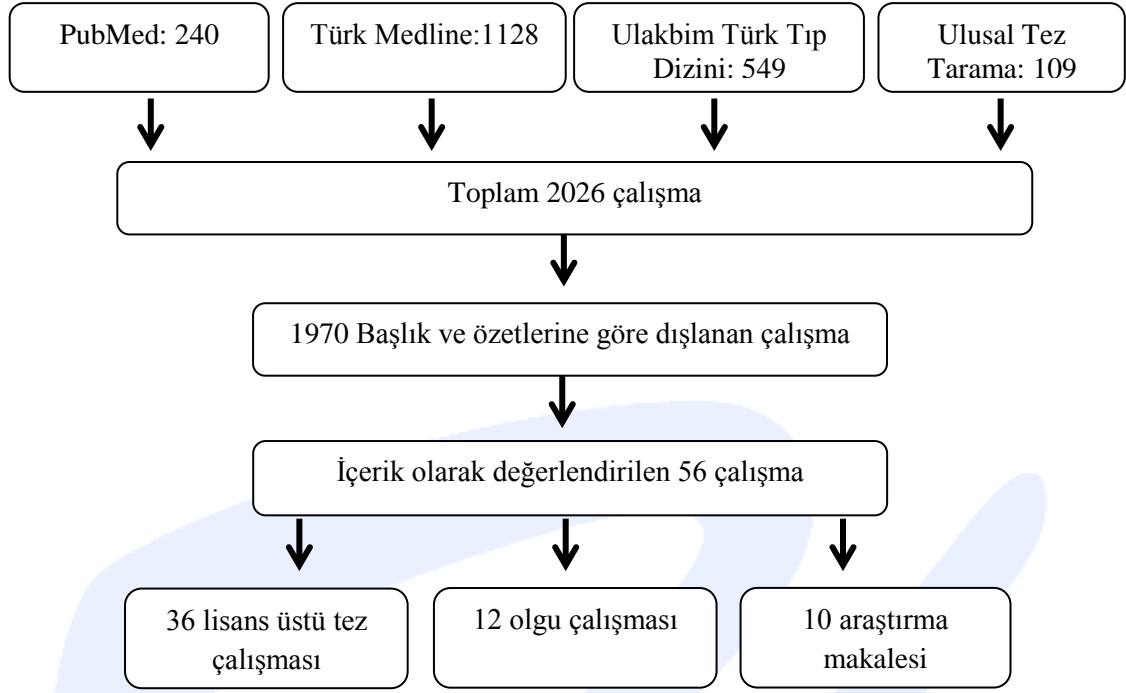 PubMed: 240
Türk Medline:1128
Ulakbim Türk Tıp
Dizini: 549
Ulusal Tez
Tarama: 109
Toplam 2026 çalışma
1970 Başlık ve özetlerine göre dışlanan çalışma
İçerik olarak değerlendirilen 56 çalışma
36 lisans üstü tez
çalışması
12 olgu çalışması
10 araştırma
makalesi